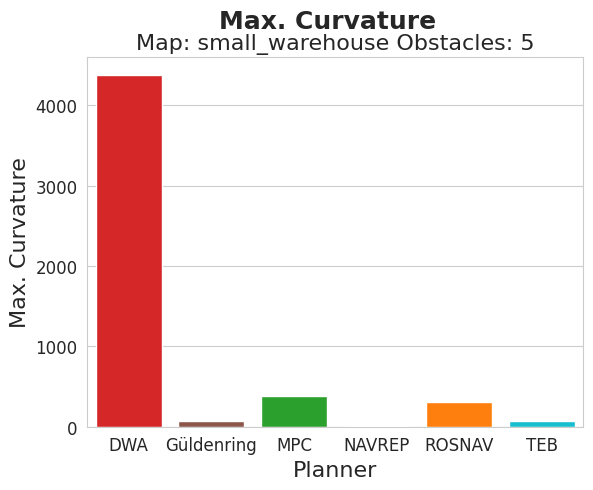 Max. Curvature
Map: small_warehouse Obstacles: 5
Max. Curvature
4000
3000
2000
1000
0
DWA Güldenring MPC NAVREP ROSNAV TEB
Planner